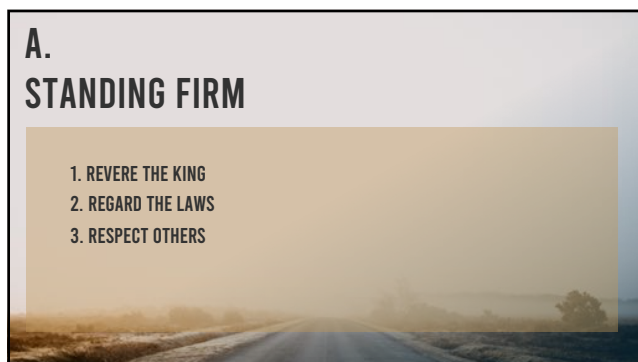 A.
STANDING FIRM
1. REVERE THE KING
2. REGARD THE LAWS
3. RESPECT OTHERS